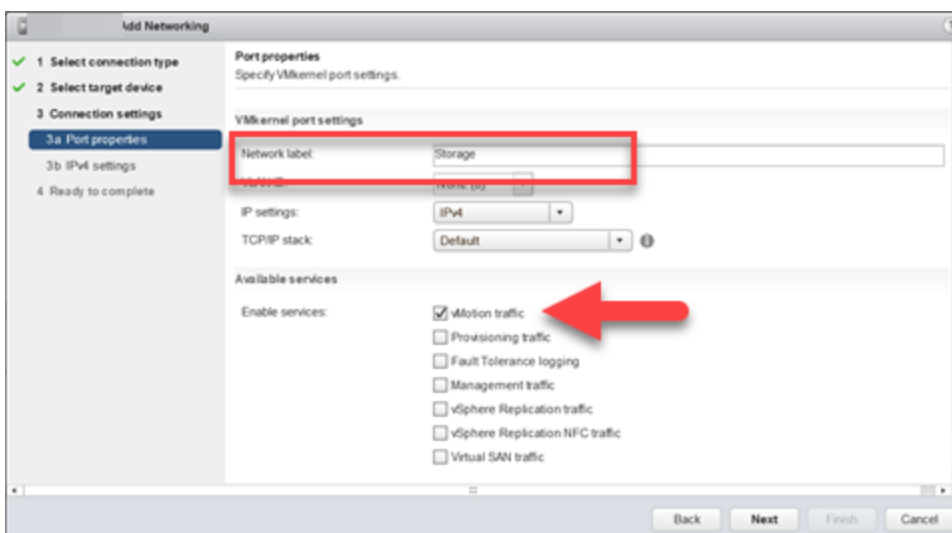 Add Networking
1 Select connection type
2 Select target device
3 Connection settings
3a Port properties
3b IPv4 settings
4 Ready to complete
Port properties
Specify VMkernel port settings.
VMkernel port settings
Network label: Storage
None (0)
IP settings: IPv4
TCP/IP stack: Default
Available services
Enable services: vMotion traffic
Provisioning traffic
Fault Tolerance logging
Management traffic
vSphere Replication traffic
vSphere Replication NFC traffic
Virtual SAN traffic
Back Next Finish Cancel